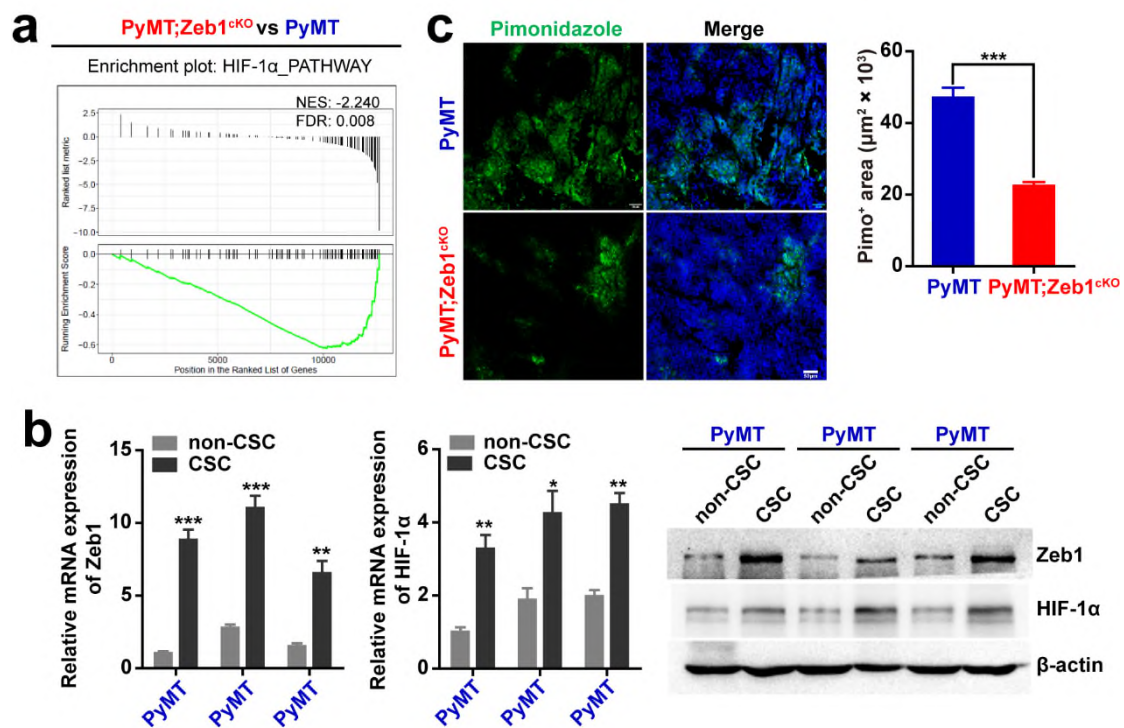 a
PyMT;Zeb1cKO vs PyMT
Enrichment plot: HIF-1α_PATHWAY
NES: -2.240
FDR: 0.008
Ranked list metric
2.5
0.0
−2.5
−5.0
−7.5
−10.0
Running Enrichment Score
0.0
−0.2
−0.4
−0.6
0 5000 10000
Position in the Ranked List of Genes
c
Pimonidazole Merge
PyMT
PyMT;Zeb1cKO
50μm
Pimo+ area (μm2 × 103)
60
40
20
0
***
PyMT PyMT;Zeb1cKO
b
Relative mRNA expression
of Zeb1
15
10
5
0
non-CSC
CSC
*** *** **
PyMT PyMT PyMT
Relative mRNA expression
of HIF-1α
6
4
2
0
non-CSC
CSC
** * **
PyMT PyMT PyMT
PyMT PyMT PyMT
non-CSC CSC non-CSC CSC non-CSC CSC
Zeb1
HIF-1α
β-actin